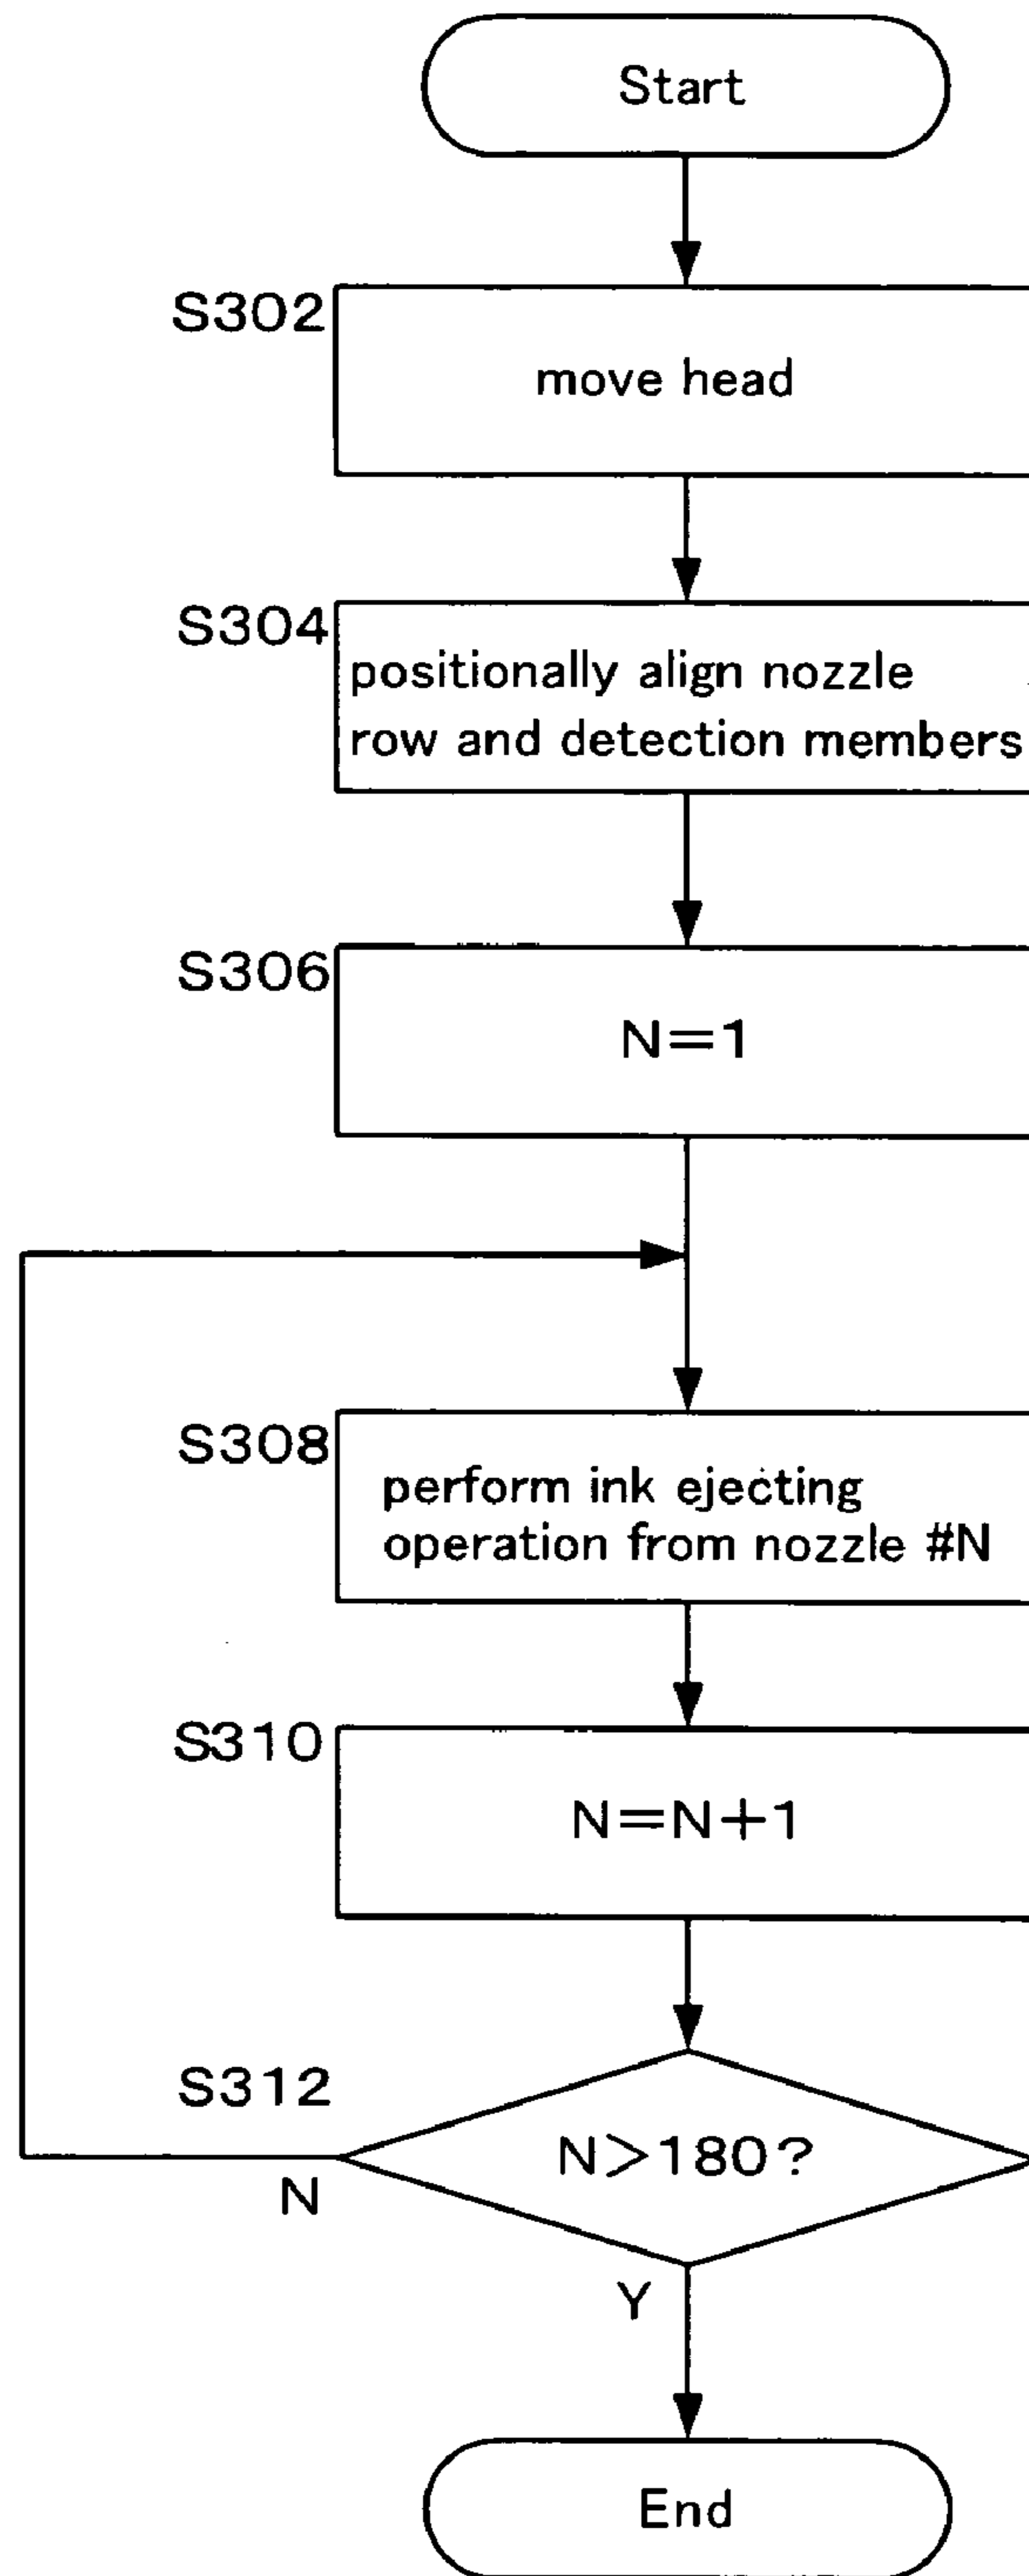 Start
S302
move head
S304
positionally align nozzle
row and detection members
S306
N=1
S308
perform ink ejecting
operation from nozzle #N
S310
N=N+1
S312
N>180?
N
Y
End